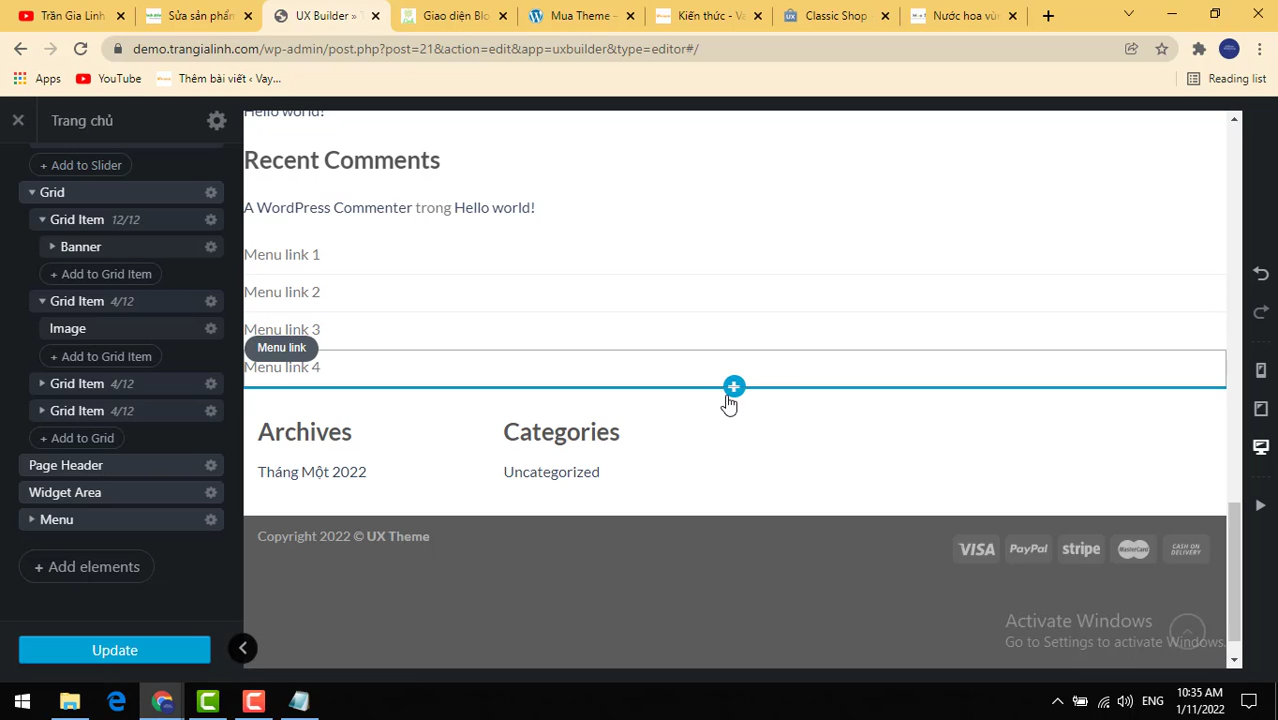 Trần Gia Linh
Sửa sản phẩm
UX Builder » T
Giao diện Blo
Mua Theme –
Kiến thức - Va
Classic Shop
Nước hoa vù
demo.trangialinh.com/wp-admin/post.php?post=21&action=edit&app=uxbuilder&type=editor#/
Apps
YouTube
Thêm bài viết ‹ Vay...
Reading list
Trang chủ
+ Add to Slider
Grid
Grid Item 12/12
Banner
+ Add to Grid Item
Grid Item 4/12
Image
+ Add to Grid Item
Grid Item 4/12
Grid Item 4/12
+ Add to Grid
Page Header
Widget Area
Menu
+ Add elements
Update
Hello world!
Recent Comments
A WordPress Commenter trong Hello world!
Menu link 1
Menu link 2
Menu link 3
Menu link
Menu link 4
Archives
Categories
Tháng Một 2022
Uncategorized
Copyright 2022 © UX Theme
VISA
PayPal
stripe
MasterCard
CASH ON DELIVERY
Activate Windows
Go to Settings to activate Windows.
ENG
10:35 AM
1/11/2022